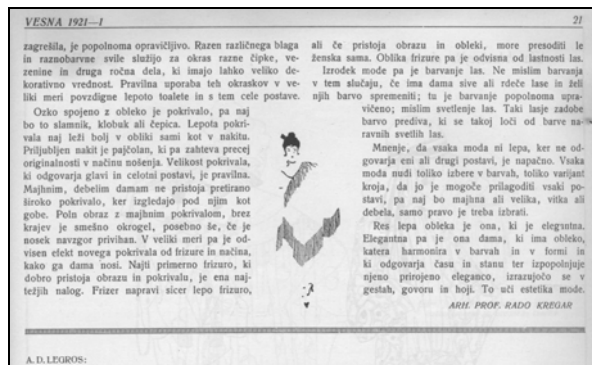 VESNA 1921—I
21
zagrešila, je popolnoma opravičljivo. Razen različnega blaga
in raznobarvne svile služijo za okras razne čipke, ve-
zenine in druga ročna dela, ki imajo lahko veliko de-
korativno vrednost. Pravilna uporaba teh okraskov v ve-
liki meri povzdigne lepoto toalete in s tem cele postave.
Ozko spojeno z obleko je pokrivalo, pa naj
bo to slamnik, klobuk ali čepica. Lepota pokri-
vala naj leži bolj v obliki sami kot v nakitu.
Priljubljen nakit je pajčolan, ki pa zahteva precej
originalnosti v načinu nošenja. Velikost pokrivala,
ki odgovarja glavi in celotni postavi, je pravilna.
Majhnim, debelim damam ne pristoja pretirano
široko pokrivalo, ker izgledajo pod njim kot
gobe. Poln obraz z majhnim pokrivalom, brez
krajev je smešno okrogel, posebno še, če je
nosek navzgor privihan. V veliki meri pa je od-
visen efekt novega pokrivala od frizure in načina,
kako ga dama nosi. Najti primerno frizuro, ki
dobro pristoja obrazu in pokrivalu, je ena naj-
težjih nalog. Frizer napravi sicer lepo frizuro,
ali če pristoja obrazu in obleki, more presoditi le
ženska sama. Oblika frizure pa je odvisna od lastnosti las.
Izrodek mode pa je barvanje las. Ne mislim barvanja
v tem slučaju, če ima dama sive ali rdeče lase in želi
njih barvo spremeniti; tu je barvanje popolnoma upra-
vičeno; mislim svetlenje las. Taki lasje zadobe
barvo prediva, ki se takoj loči od barve na-
ravnih svetlih las.
Mnenje, da vsaka moda ni lepa, ker ne od-
govarja eni ali drugi postavi, je napačno. Vsaka
moda nudi toliko izbere v barvah, toliko varijant
kroja, da jo je mogoče prilagoditi vsaki po-
stavi, pa naj bo majhna ali velika, vitka ali
debela, samo pravo je treba izbrati.
Res lepa obleka je ona, ki je elegantna.
Elegantna pa je ona dama, ki ima obleko,
katera harmonira v barvah in v formi in
ki odgovarja času in stanu ter izpopolnjuje
njeno prirojeno eleganco, izrazujočo se v
gestah, govoru in hoji. To uči estetika mode.
ARH. PROF. RADO KREGAR
A. D. LEGROS: